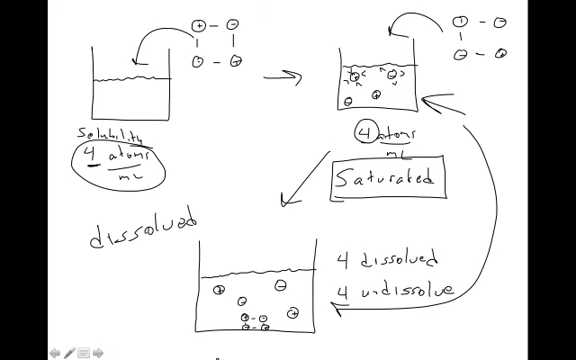 Solubility
4 atoms
mL
4 atoms
mL
Saturated
dissolved
4 dissolved
4 undissolve